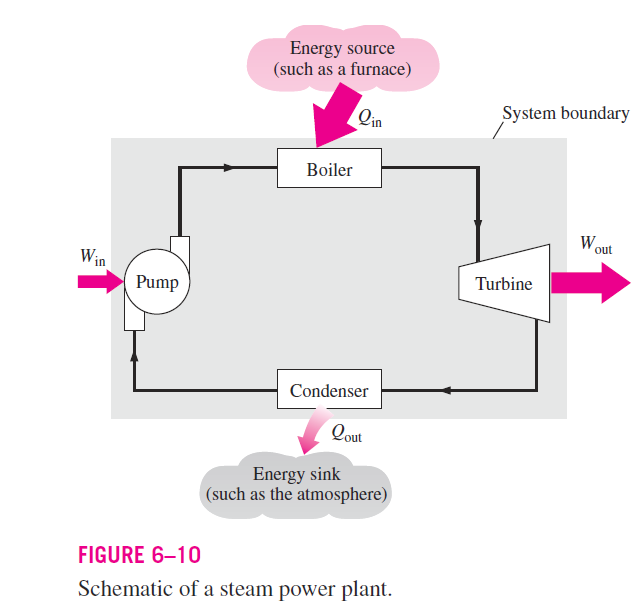 Energy source
(such as a furnace)
Qin
System boundary
Boiler
Win
Pump
Turbine
Wout
Condenser
Qout
Energy sink
(such as the atmosphere)
FIGURE 6–10
Schematic of a steam power plant.